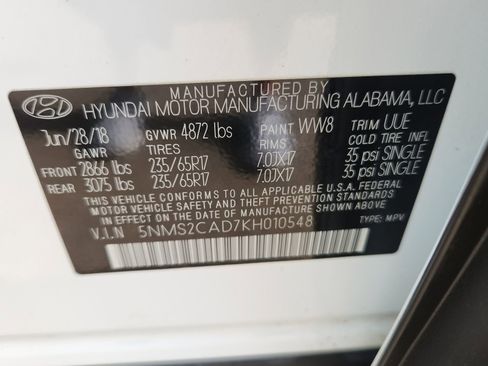 MANUFACTURED BY
HYUNDAI MOTOR MANUFACTURING ALABAMA, LLC
Jun/28/18 GVWR 4872 lbs PAINT WW8 TRIM UUE
GAWR TIRES RIMS COLD TIRE INFL
FRONT 2866 lbs 235/65R17 7.0JX17 35 psi SINGLE
REAR 3075 lbs 235/65R17 7.0JX17 35 psi SINGLE
THIS VEHICLE CONFORMS TO ALL APPLICABLE U.S.A. FEDERAL
MOTOR VEHICLE SAFETY AND THEFT PREVENTION STANDARDS
IN EFFECT ON THE DATE OF MANUFACTURE SHOWN ABOVE.
V.I.N 5NMS2CAD7KH010548 TYPE: MPV